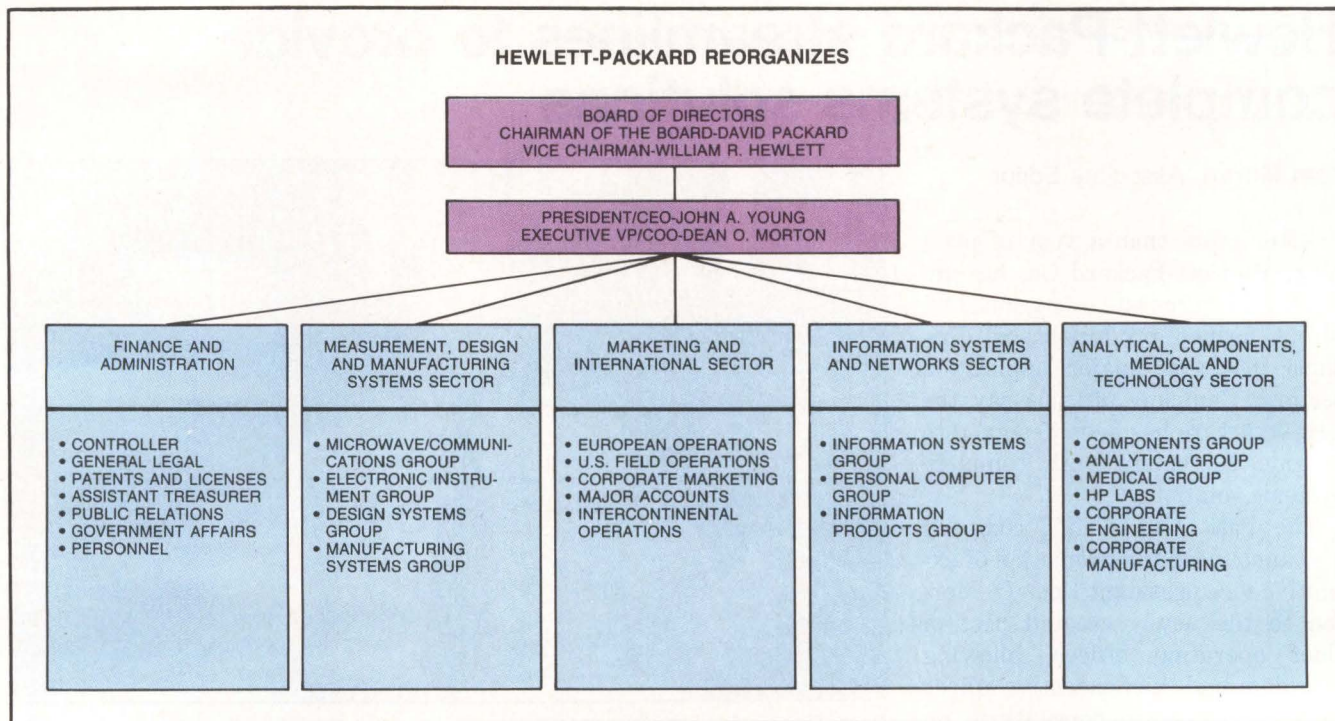 HEWLETT-PACKARD REORGANIZES
BOARD OF DIRECTORS
CHAIRMAN OF THE BOARD-DAVID PACKARD
VICE CHAIRMAN-WILLIAM R. HEWLETT
PRESIDENT/CEO-JOHN A. YOUNG
EXECUTIVE VP/COO-DEAN O. MORTON
FINANCE AND
ADMINISTRATION
• CONTROLLER
• GENERAL LEGAL
• PATENTS AND LICENSES
• ASSISTANT TREASURER
• PUBLIC RELATIONS
• GOVERNMENT AFFAIRS
• PERSONNEL
MEASUREMENT, DESIGN
AND MANUFACTURING
SYSTEMS SECTOR
• MICROWAVE/COMMUNI-
CATIONS GROUP
• ELECTRONIC INSTRU-
MENT GROUP
• DESIGN SYSTEMS
GROUP
• MANUFACTURING
SYSTEMS GROUP
MARKETING AND
INTERNATIONAL SECTOR
• EUROPEAN OPERATIONS
• U.S. FIELD OPERATIONS
• CORPORATE MARKETING
• MAJOR ACCOUNTS
• INTERCONTINENTAL
OPERATIONS
INFORMATION SYSTEMS
AND NETWORKS SECTOR
• INFORMATION SYSTEMS
GROUP
• PERSONAL COMPUTER
GROUP
• INFORMATION
PRODUCTS GROUP
ANALYTICAL, COMPONENTS,
MEDICAL AND
TECHNOLOGY SECTOR
• COMPONENTS GROUP
• ANALYTICAL GROUP
• MEDICAL GROUP
• HP LABS
• CORPORATE
ENGINEERING
• CORPORATE
MANUFACTURING